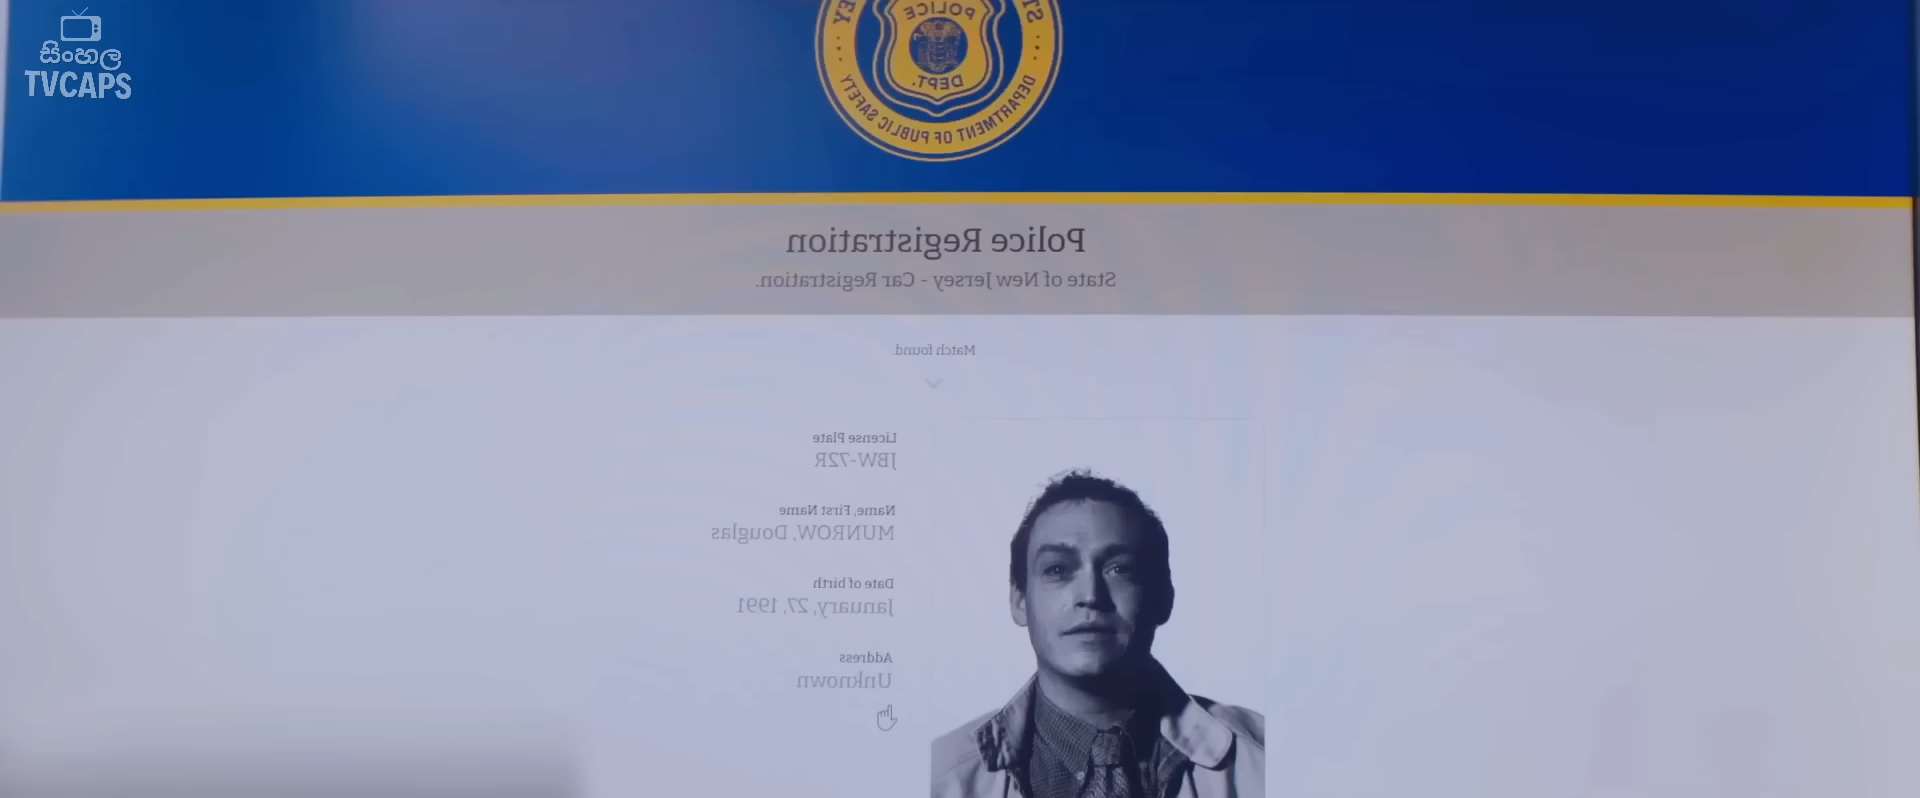 සිංහල
TVCAPS
POLICE
DEPT.
DEPARTMENT OF PUBLIC SAFETY
Police Registration
State of New Jersey - Car Registration.
Match found.
License Plate
JBW-72R
Name, First Name
MUNROW, Douglas
Date of birth
January, 27, 1991
Address
Unknown